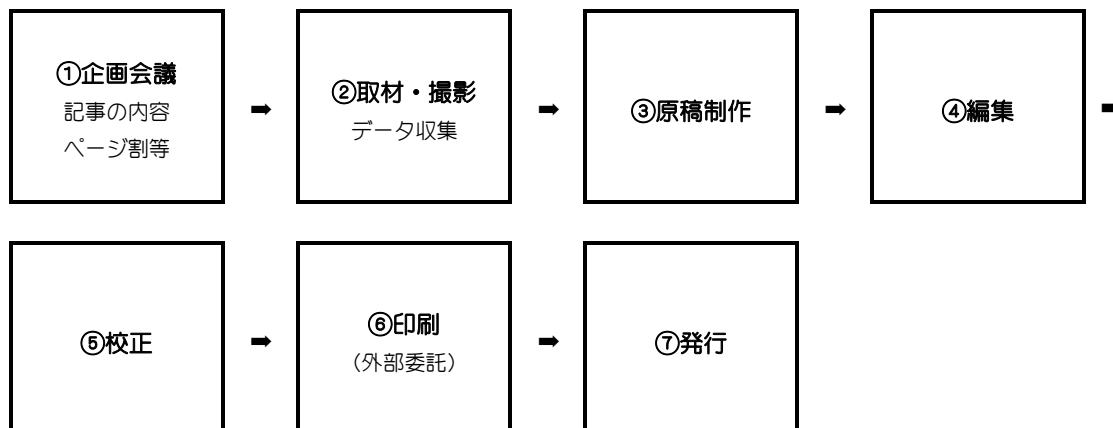 ①企画会議
記事の内容
ページ割等
➡
②取材・撮影
データ収集
➡
③原稿制作
➡
④編集
➡
⑤校正
➡
⑥印刷
（外部委託）
➡
⑦発行